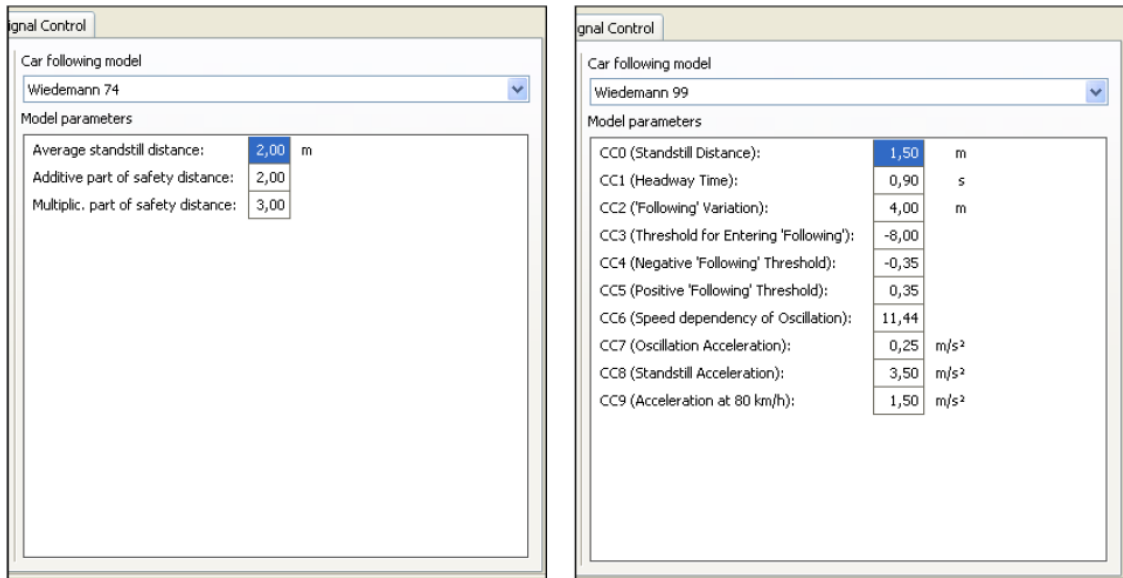 ignal Control
Car following model
Wiedemann 74
Model parameters
Average standstill distance: 2,00 m
Additive part of safety distance: 2,00
Multiplic. part of safety distance: 3,00
gnal Control
Car following model
Wiedemann 99
Model parameters
CC0 (Standstill Distance): 1,50 m
CC1 (Headway Time): 0,90 s
CC2 ('Following' Variation): 4,00 m
CC3 (Threshold for Entering 'Following'): -8,00
CC4 (Negative 'Following' Threshold): -0,35
CC5 (Positive 'Following' Threshold): 0,35
CC6 (Speed dependency of Oscillation): 11,44
CC7 (Oscillation Acceleration): 0,25 m/s²
CC8 (Standstill Acceleration): 3,50 m/s²
CC9 (Acceleration at 80 km/h): 1,50 m/s²